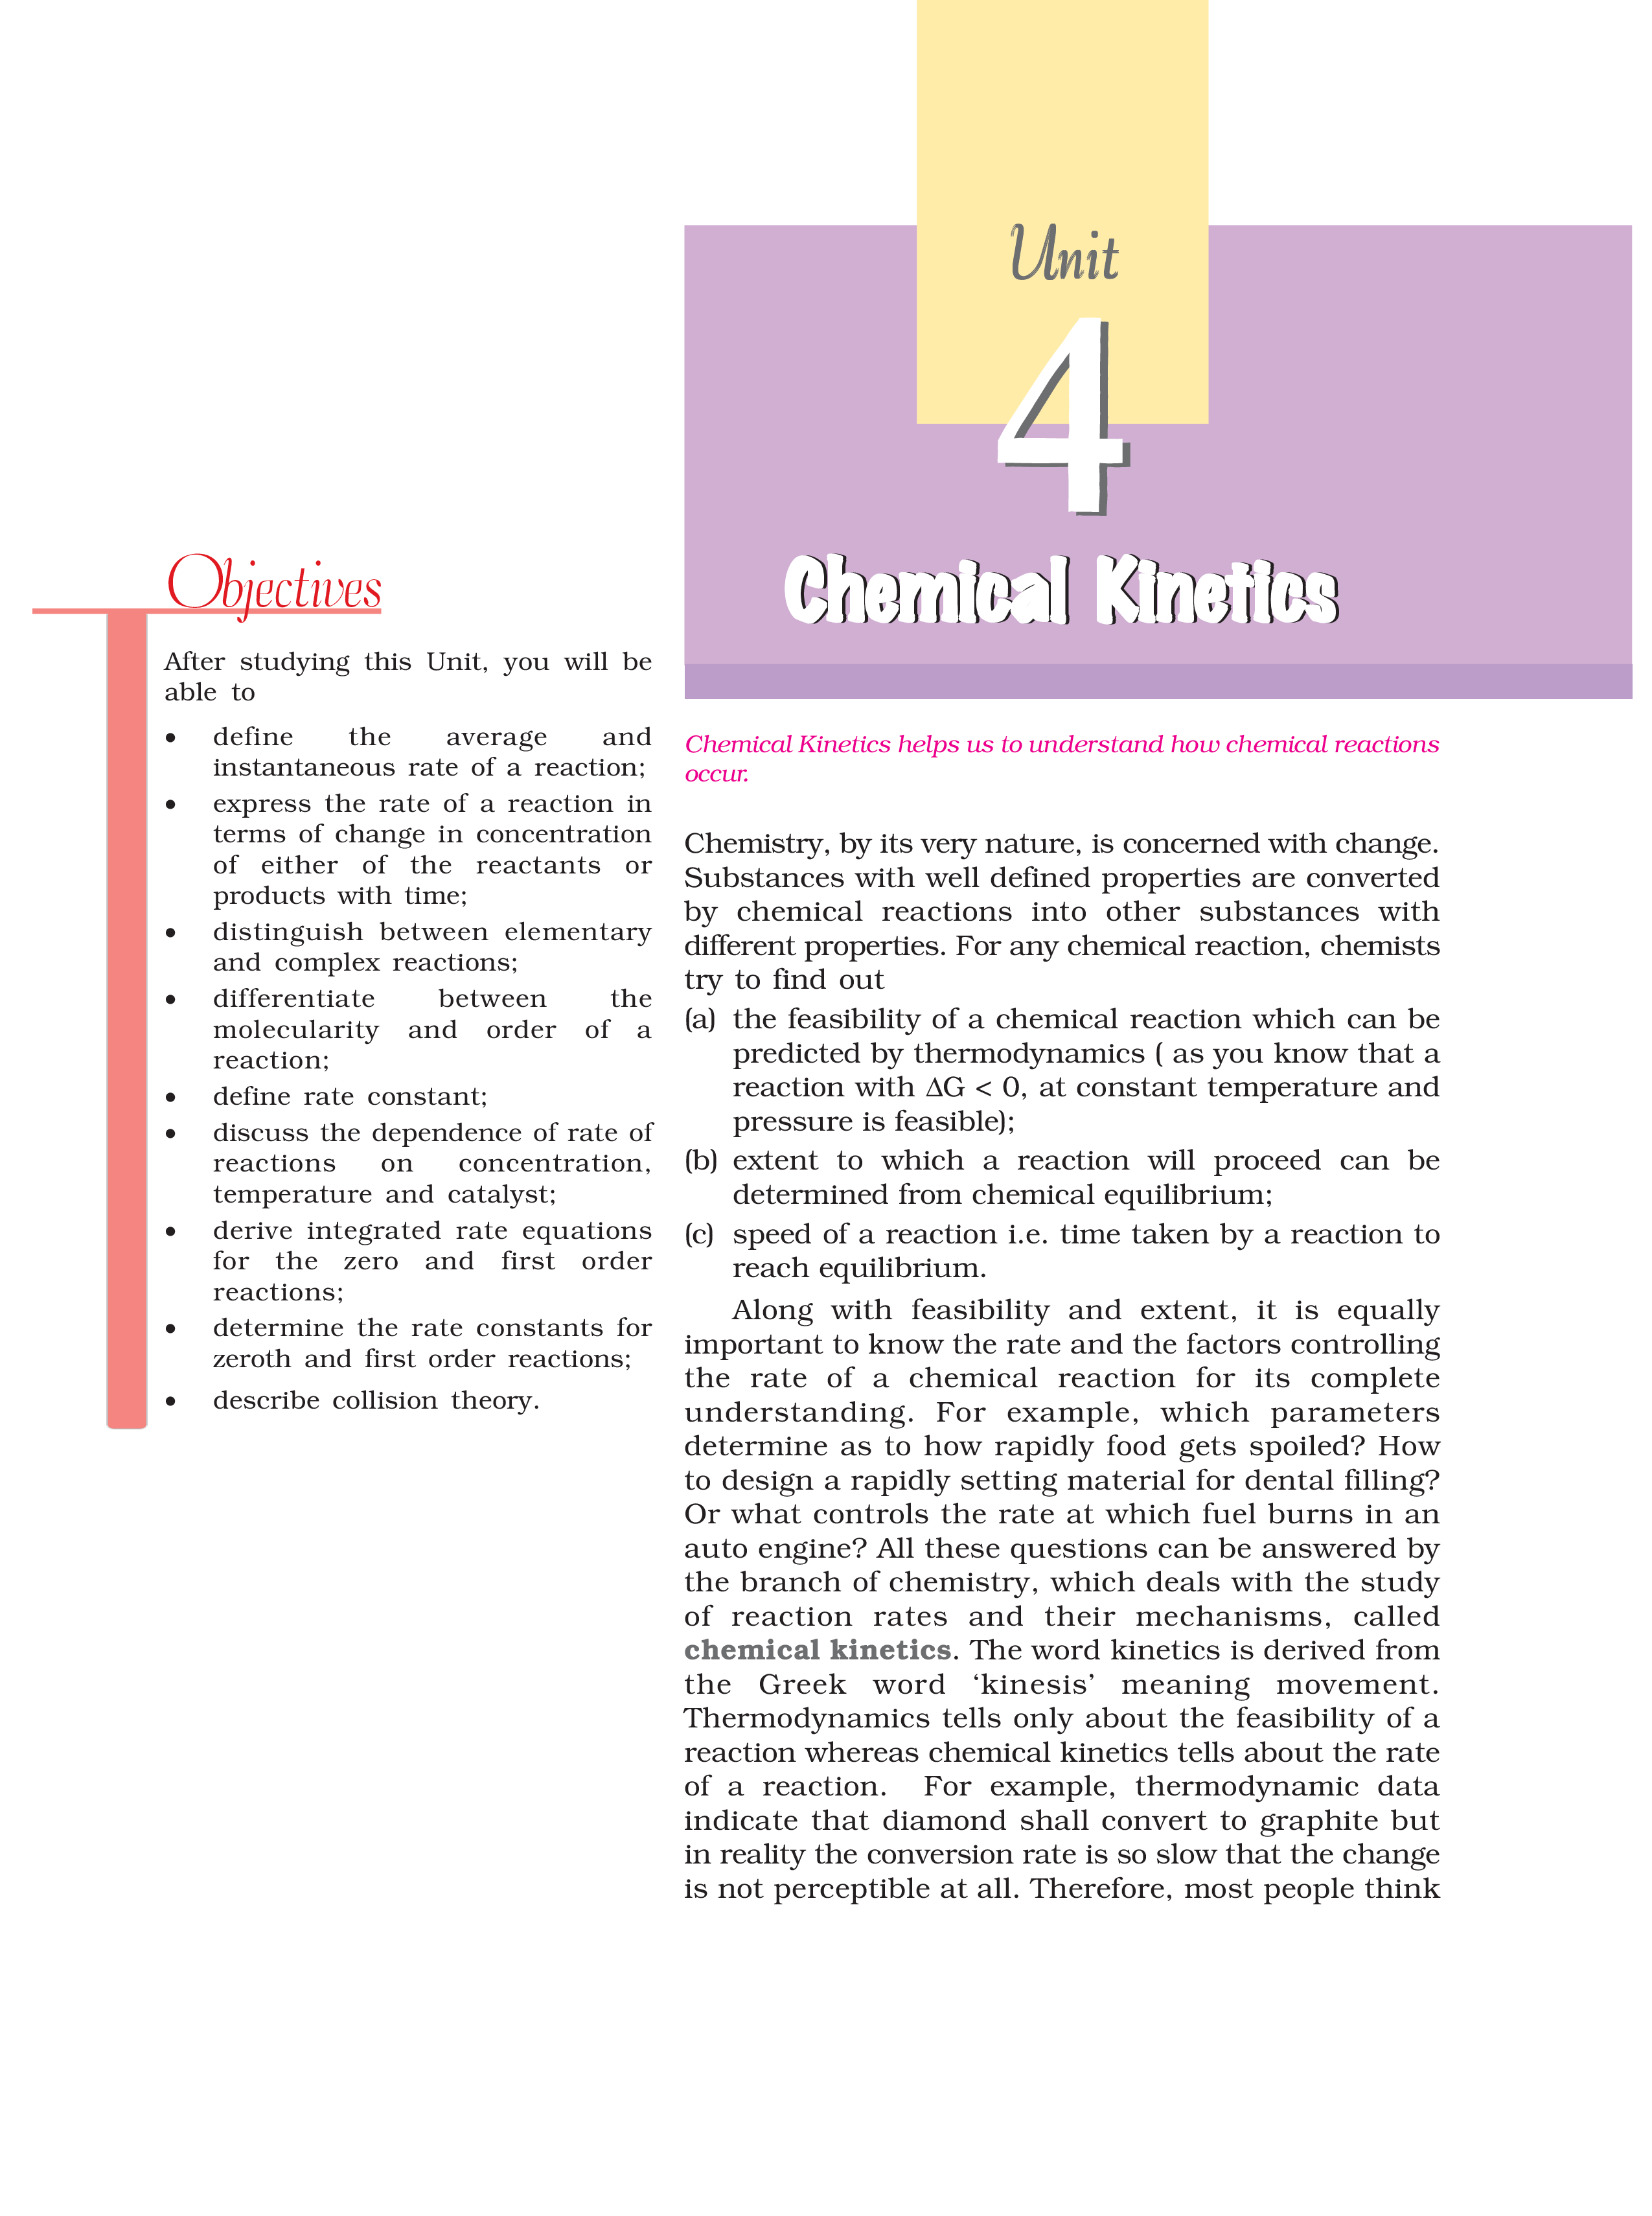 Unit
4
Chemical Kinetics
Objectives
After studying this Unit, you will be
able to
• define the average and
instantaneous rate of a reaction;
• express the rate of a reaction in
terms of change in concentration
of either of the reactants or
products with time;
• distinguish between elementary
and complex reactions;
• differentiate between the
molecularity and order of a
reaction;
• define rate constant;
• discuss the dependence of rate of
reactions on concentration,
temperature and catalyst;
• derive integrated rate equations
for the zero and first order
reactions;
• determine the rate constants for
zeroth and first order reactions;
• describe collision theory.
Chemical Kinetics helps us to understand how chemical reactions
occur.
Chemistry, by its very nature, is concerned with change.
Substances with well defined properties are converted
by chemical reactions into other substances with
different properties. For any chemical reaction, chemists
try to find out
(a) the feasibility of a chemical reaction which can be
predicted by thermodynamics ( as you know that a
reaction with ΔG < 0, at constant temperature and
pressure is feasible);
(b) extent to which a reaction will proceed can be
determined from chemical equilibrium;
(c) speed of a reaction i.e. time taken by a reaction to
reach equilibrium.
Along with feasibility and extent, it is equally
important to know the rate and the factors controlling
the rate of a chemical reaction for its complete
understanding. For example, which parameters
determine as to how rapidly food gets spoiled? How
to design a rapidly setting material for dental filling?
Or what controls the rate at which fuel burns in an
auto engine? All these questions can be answered by
the branch of chemistry, which deals with the study
of reaction rates and their mechanisms, called
chemical kinetics. The word kinetics is derived from
the Greek word ‘kinesis’ meaning movement.
Thermodynamics tells only about the feasibility of a
reaction whereas chemical kinetics tells about the rate
of a reaction. For example, thermodynamic data
indicate that diamond shall convert to graphite but
in reality the conversion rate is so slow that the change
is not perceptible at all. Therefore, most people think